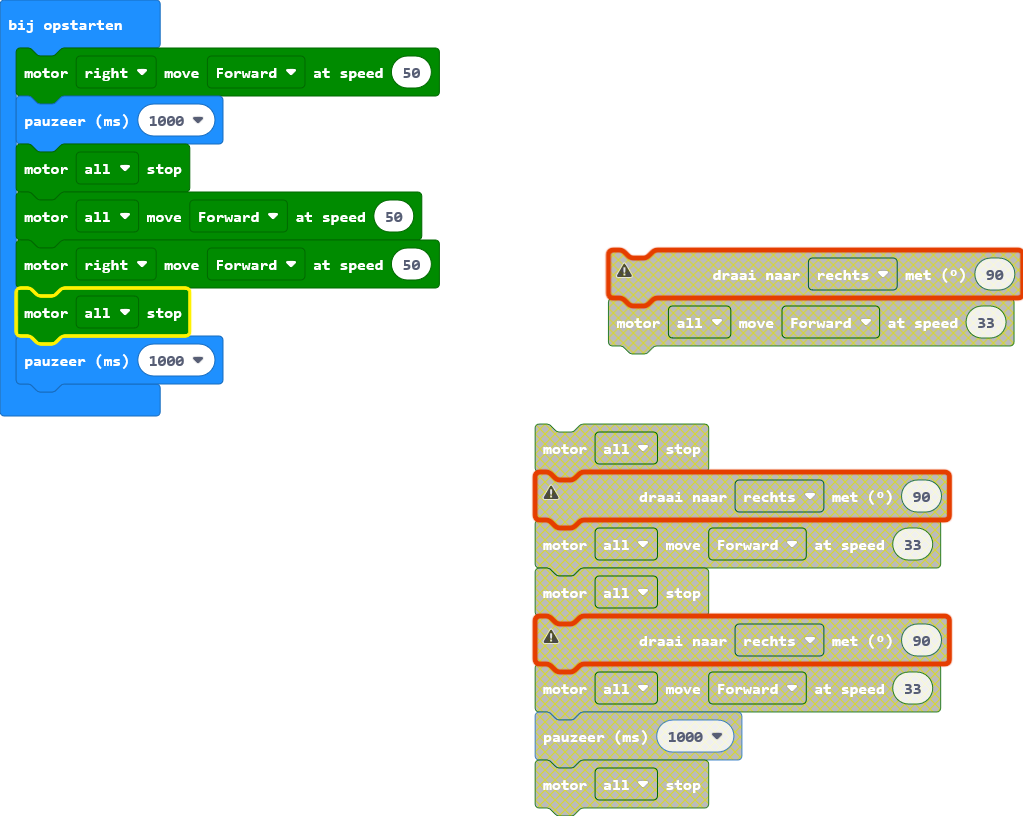 bij opstarten
motor right move Forward at speed 50
pauzeer (ms) 1000
motor all stop
motor all move Forward at speed 50
motor right move Forward at speed 50
motor all stop
pauzeer (ms) 1000
draai naar rechts met (º) 90
motor all move Forward at speed 33
motor all stop
draai naar rechts met (º) 90
motor all move Forward at speed 33
motor all stop
draai naar rechts met (º) 90
motor all move Forward at speed 33
pauzeer (ms) 1000
motor all stop